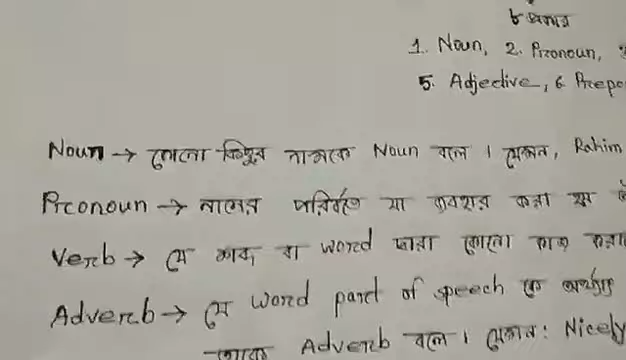 ৮ প্রকার
1. Noun, 2. Pronoun,
5. Adjective, 6. Prepo
Noun → কোনো কিছুর নামকে Noun বলে । যেমন, Rahim
Pronoun → নামের পরিবর্তে যা ব্যবহার করা হয়
Verb → যে কাজ বা word দ্বারা কোনো কাজ করা
Adverb → যে word part of speech কে
তাকে Adverb বলে । যেমন: Nicely